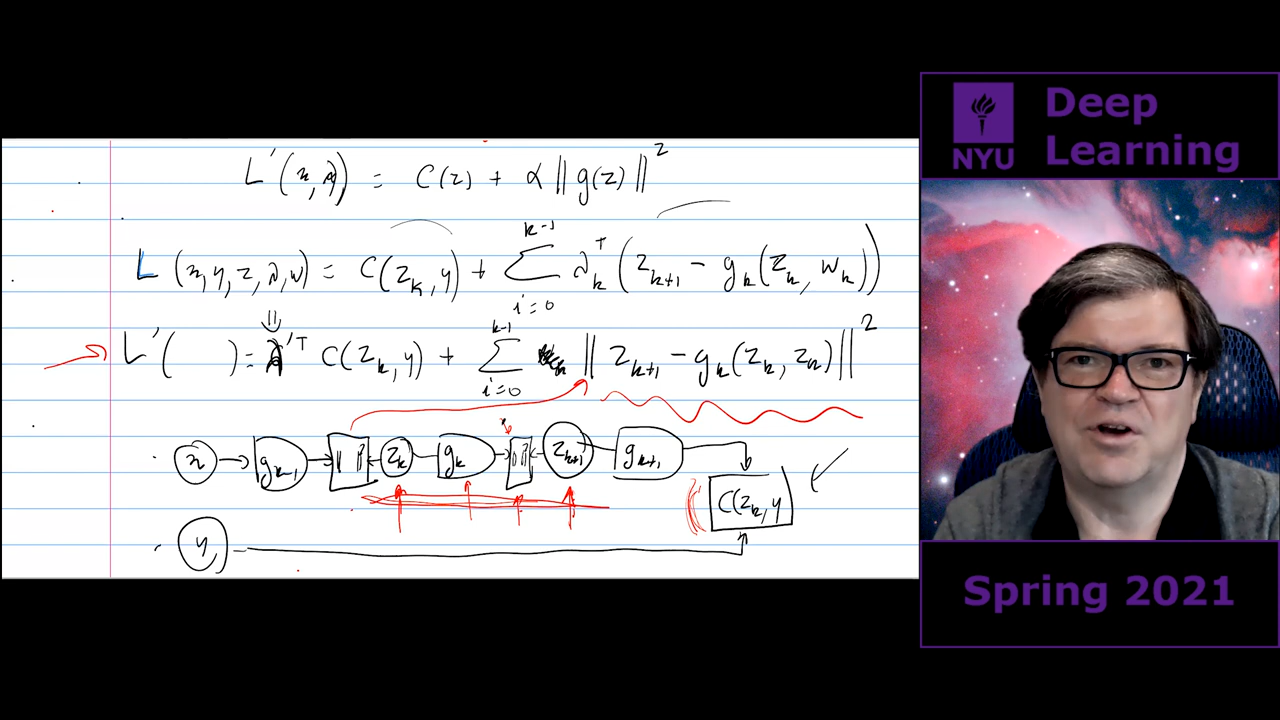 L'(x,λ) = C(z) + α ‖g(z)‖²
L (x,y,z,λ,w) = C(z_K, y) + Σ_{i=0}^{k-1} λ_k^T (z_{k+1} - g_k(z_k, w_k))
L'( ) = 'T C(z_k, y) + Σ_{i=0}^{k-1} ‖ z_{k+1} - g_k(z_k, z_k) ‖²
x g_{k-1} ‖ ‖ z_k g_k ‖ ‖ z_{k+1} g_{k+1}
C(z_k, y
y
NYU
Deep
Learning
Spring 2021